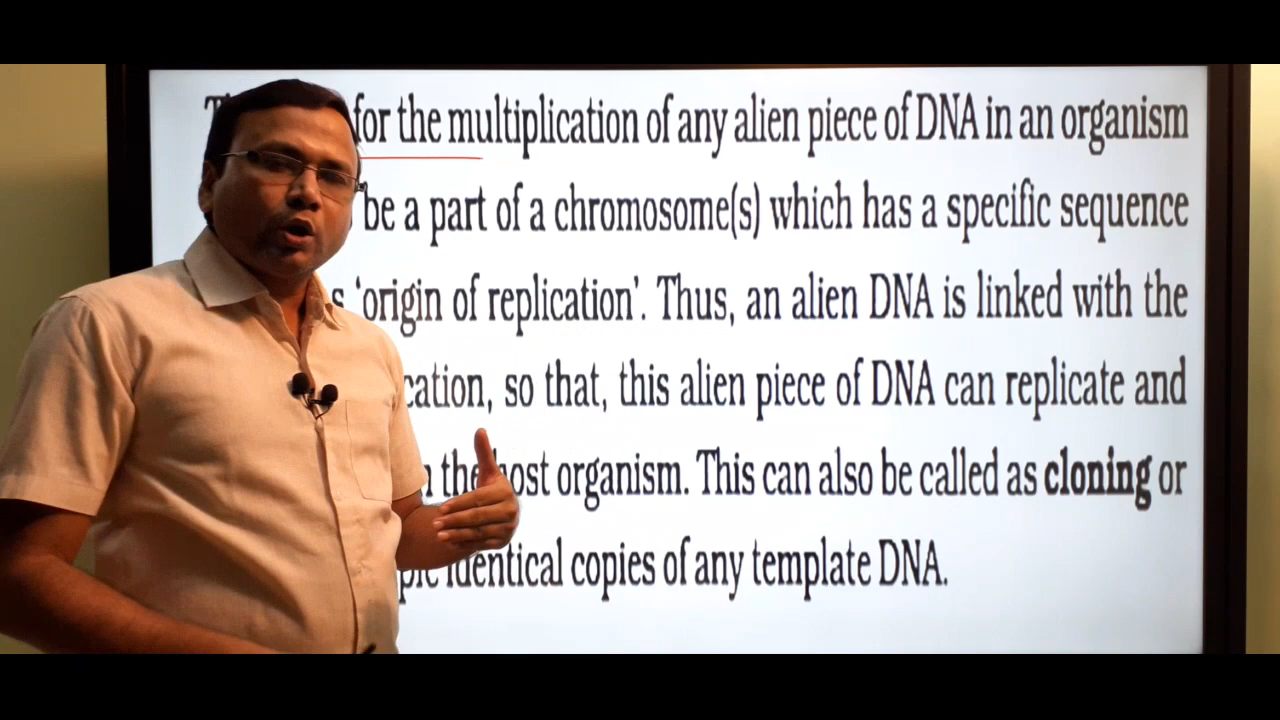 for the multiplication of any alien piece of DNA in an organism
be a part of a chromosome(s) which has a specific sequence
‘origin of replication’. Thus, an alien DNA is linked with the
so that, this alien piece of DNA can replicate and
the host organism. This can also be called as cloning or
identical copies of any template DNA.